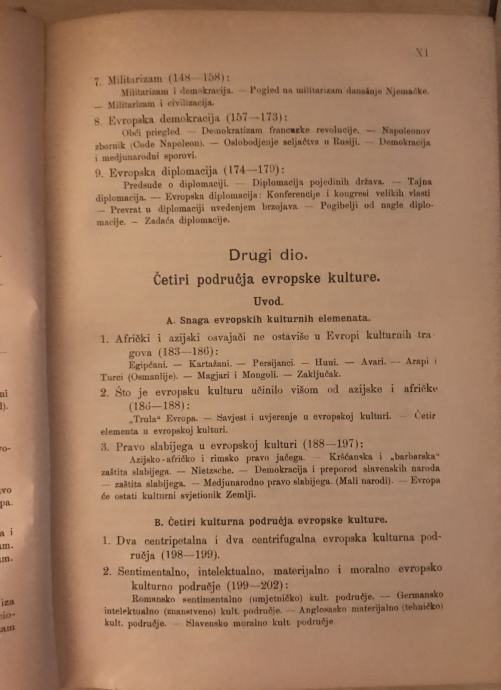 XI
7. Militarizam (148—158):
Militarizam i demokracija. — Pogled na militarizam današnje Njemačke.
— Militarizam i civilizacija.
8. Evropska demokracija (157—173):
Obći priegled — Demokratizam francuzke revolucije. — Napoleonov
zbornik (Code Napoleon). — Oslobodjenje seljačtva u Rusiji. — Demokracija
i medjunarodni sporovi.
9. Evropska diplomacija (174—179):
Predsude o diplomaciji. — Diplomacija pojedinih država. — Tajna
diplomacija. — Evropska diplomacija: Konferencije i kongresi velikih vlasti
— Prevrat u diplomaciji uvedenjem brzojava. — Pogibelji od nagle diplo-
macije. — Zadaća diplomacije.
Drugi dio.
Četiri područja evropske kulture.
Uvod.
A. Snaga evropskih kulturnih elemenata.
1. Afrički i azijski osvajači ne ostaviše u Evropi kulturnih tra-
gova (183—186):
Egipćani. — Kartažani. — Persijanci. — Huni. — Avari. — Arapi i
Turci (Osmanlije). — Magjari i Mongoli. — Zaključak.
2. Što je evropsku kulturu učinilo višom od azijske i afričke
(186—188):
„Trula" Evropa. — Savjest i uvjerenje u evropskoj kulturi. — Četir
elementa u evropskoj kulturi.
3. Pravo slabijega u evropskoj kulturi (188—197):
Azijsko-afričko i rimsko pravo jačega. — Kršćanska i „barbarska"
zaštita slabijega. — Nietzsche. — Demokracija i preporod slavenskih naroda
— zaštita slabijega. — Medjunarodno pravo slabijega. (Mali narodi). — Evropa
će ostati kulturni svjetionik Zemlji.
B. Četiri kulturna područja evropske kulture.
1. Dva centripetalna i dva centrifugalna evropska kulturna pod-
ručja (198—199).
2. Sentimentalno, intelektualno, materijalno i moralno evropsko
kulturno područje (199—202):
Romansko sentimentalno (umjetničko) kult. područje. — Germansko
intelektualno (znanstveno) kult. područje. — Anglosasko materijalno (tehničko)
kult. područje. — Slavensko moralno kult. područje